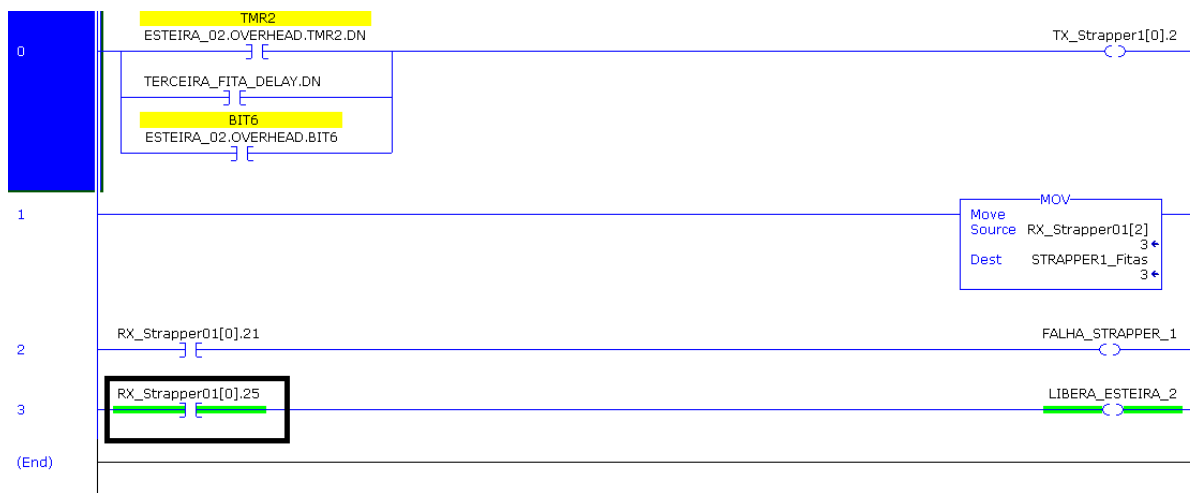 TMR2
ESTEIRA_02.OVERHEAD.TMR2.DN
TX_Strapper1[0].2
0
TERCEIRA_FITA_DELAY.DN
BIT6
ESTEIRA_02.OVERHEAD.BIT6
1
MOV
Move
Source RX_Strapper01[2]
3
Dest STRAPPER1_Fitas
3
RX_Strapper01[0].21
FALHA_STRAPPER_1
2
RX_Strapper01[0].25
LIBERA_ESTEIRA_2
3
(End)